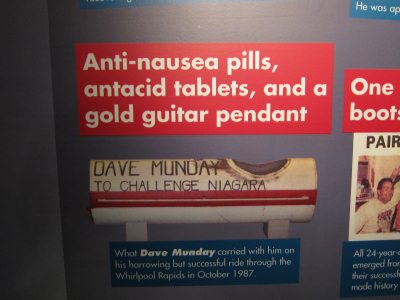 He was ap
Anti-nausea pills,
antacid tablets, and a
gold guitar pendant
One
boots
PAIR
DAVE MUNDAY
TO CHALLENGE NIAGARA
What Dave Munday carried with him on
his harrowing but successful ride through the
Whirlpool Rapids in October 1987.
All 24-year-o
emerged from
their successfu
made history